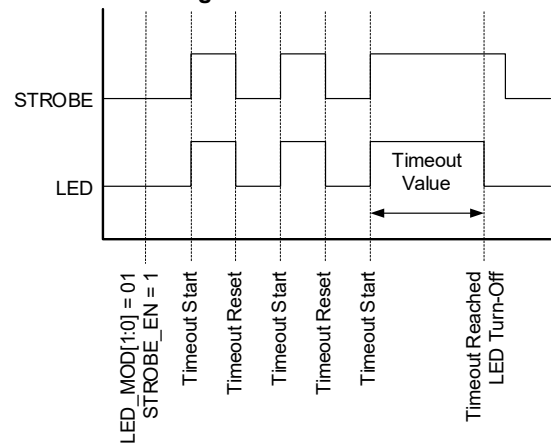 g
STROBE
LED
Timeout
Value
LED_MOD[1:0] = 01
STROBE_EN = 1
Timeout Start
Timeout Reset
Timeout Start
Timeout Reset
Timeout Start
Timeout Reached
LED Turn-Off